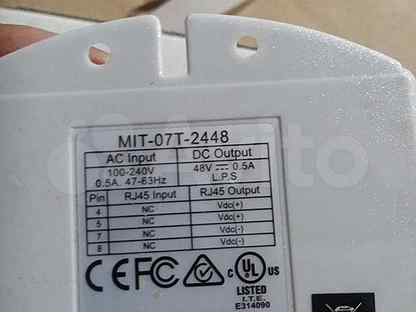 MIT-07T-2448
AC Input DC Output
100-240V 48V ⎓ 0.5A
0.5A, 47-63Hz L.P.S
Pin RJ45 Input RJ45 Output
4 NC Vdc(+)
5 NC Vdc(+)
7 NC Vdc(-)
8 NC Vdc(-)
CE FC c UL US
LISTED
I.T.E.
E314090
Avito